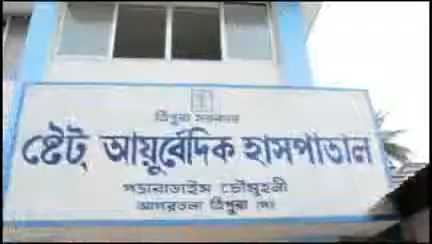 ত্রিপুরা সরকার
ষ্টেট্ আয়ুর্বেদিক হাসপাতাল
প্যারাডাইস চৌমুহনী
আগরতলা ত্রিপুরা